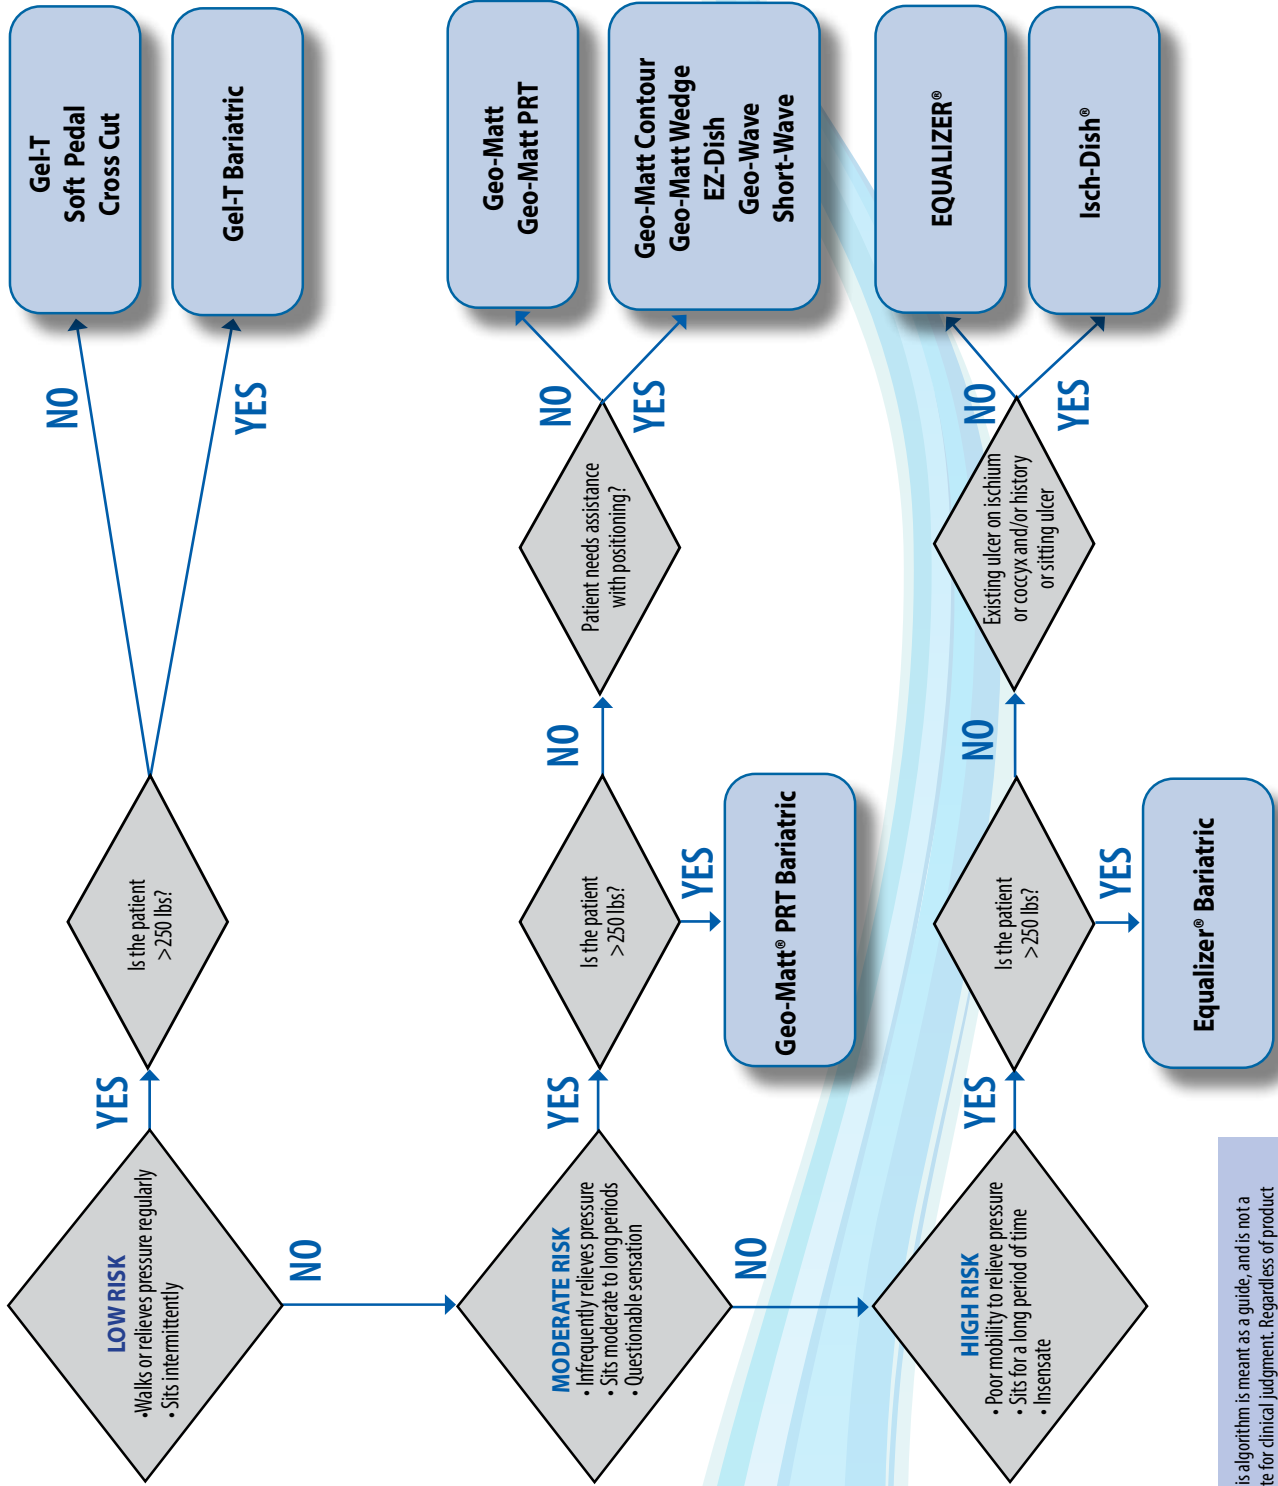 LOW RISK
•Walks or relieves pressure regularly
• Sits intermittently
YES
NO
Is the patient
>250 lbs?
NO
YES
Gel-T
Soft Pedal
Cross Cut
Gel-T Bariatric
MODERATE RISK
• Infrequently relieves pressure
• Sits moderate to long periods
• Questionable sensation
YES
NO
Is the patient
>250 lbs?
NO
YES
Geo-Matt® PRT Bariatric
Patient needs assistance
with positioning?
NO
YES
Geo-Matt
Geo-Matt PRT
Geo-Matt Contour
Geo-Matt Wedge
EZ-Dish
Geo-Wave
Short-Wave
HIGH RISK
• Poor mobility to relieve pressure
• Sits for a long period of time
• Insensate
YES
Is the patient
>250 lbs?
NO
YES
Equalizer® Bariatric
Existing ulcer on ischium
or coccyx and/or history
or sitting ulcer
NO
YES
EQUALIZER®
Isch-Dish®
is algorithm is meant as a guide, and is not a
te for clinical judgment. Regardless of product